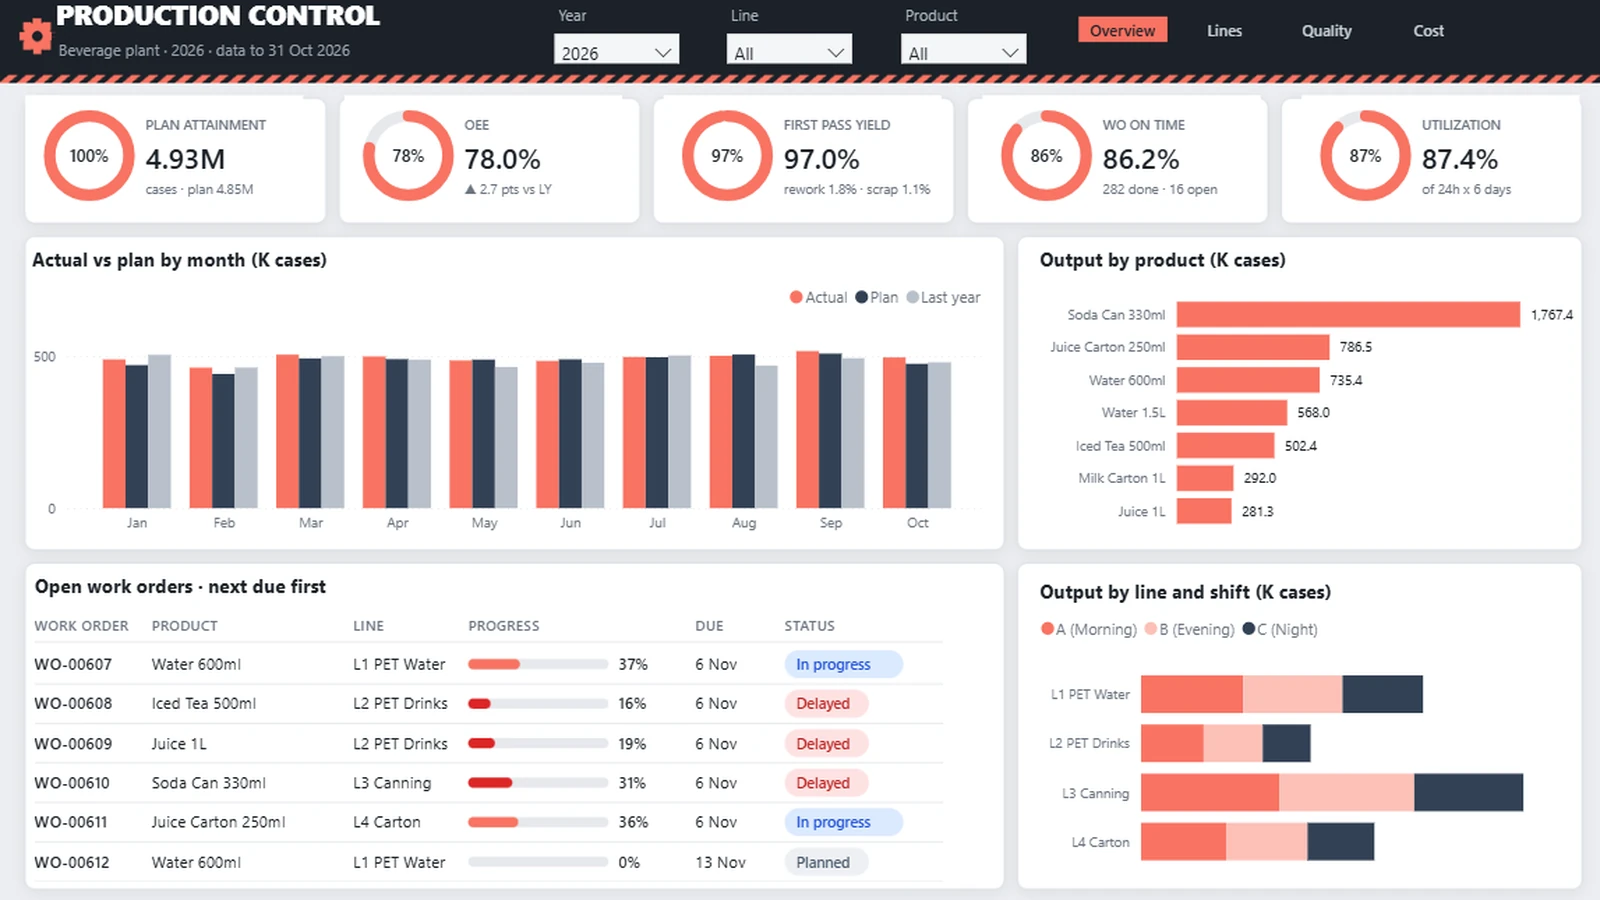 PRODUCTION CONTROL
Beverage plant · 2026 · data to 31 Oct 2026
Year
2026
Line
All
Product
All
Overview
Lines
Quality
Cost
100%
PLAN ATTAINMENT
4.93M
cases · plan 4.85M
78%
OEE
78.0%
▲ 2.7 pts vs LY
97%
FIRST PASS YIELD
97.0%
rework 1.8% · scrap 1.1%
86%
WO ON TIME
86.2%
282 done · 16 open
87%
UTILIZATION
87.4%
of 24h x 6 days
Actual vs plan by month (K cases)
Actual Plan Last year
500
0
Jan Feb Mar Apr May Jun Jul Aug Sep Oct
Output by product (K cases)
Soda Can 330ml 1,767.4
Juice Carton 250ml 786.5
Water 600ml 735.4
Water 1.5L 568.0
Iced Tea 500ml 502.4
Milk Carton 1L 292.0
Juice 1L 281.3
Open work orders · next due first
WORK ORDER PRODUCT LINE PROGRESS DUE STATUS
WO-00607 Water 600ml L1 PET Water 37% 6 Nov In progress
WO-00608 Iced Tea 500ml L2 PET Drinks 16% 6 Nov Delayed
WO-00609 Juice 1L L2 PET Drinks 19% 6 Nov Delayed
WO-00610 Soda Can 330ml L3 Canning 31% 6 Nov Delayed
WO-00611 Juice Carton 250ml L4 Carton 36% 6 Nov In progress
WO-00612 Water 600ml L1 PET Water 0% 13 Nov Planned
Output by line and shift (K cases)
A (Morning) B (Evening) C (Night)
L1 PET Water
L2 PET Drinks
L3 Canning
L4 Carton